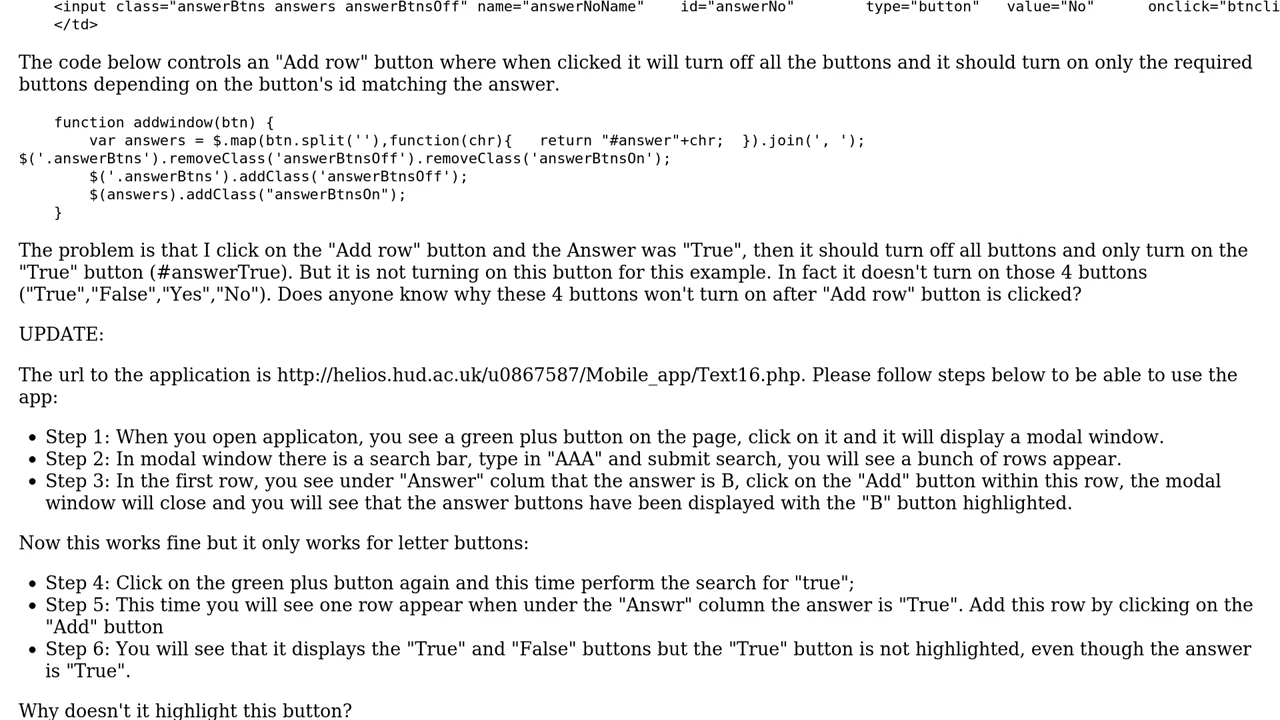 <input class="answerBtns answers answerBtnsOff" name="answerNoName"    id="answerNo"         type="button"   value="No"      onclick="btncli
</td>
The code below controls an "Add row" button where when clicked it will turn off all the buttons and it should turn on only the required
buttons depending on the button's id matching the answer.
function addwindow(btn) {
    var answers = $.map(btn.split(''),function(chr){   return "#answer"+chr;  }).join(', ');
$('.answerBtns').removeClass('answerBtnsOff').removeClass('answerBtnsOn');
    $('.answerBtns').addClass('answerBtnsOff');
    $(answers).addClass("answerBtnsOn");
}
The problem is that I click on the "Add row" button and the Answer was "True", then it should turn off all buttons and only turn on the
"True" button (#answerTrue). But it is not turning on this button for this example. In fact it doesn't turn on those 4 buttons
("True","False","Yes","No"). Does anyone know why these 4 buttons won't turn on after "Add row" button is clicked?
UPDATE:
The url to the application is http://helios.hud.ac.uk/u0867587/Mobile_app/Text16.php. Please follow steps below to be able to use the
app:
• Step 1: When you open applicaton, you see a green plus button on the page, click on it and it will display a modal window.
• Step 2: In modal window there is a search bar, type in "AAA" and submit search, you will see a bunch of rows appear.
• Step 3: In the first row, you see under "Answer" colum that the answer is B, click on the "Add" button within this row, the modal
window will close and you will see that the answer buttons have been displayed with the "B" button highlighted.
Now this works fine but it only works for letter buttons:
• Step 4: Click on the green plus button again and this time perform the search for "true";
• Step 5: This time you will see one row appear when under the "Answr" column the answer is "True". Add this row by clicking on the
"Add" button
• Step 6: You will see that it displays the "True" and "False" buttons but the "True" button is not highlighted, even though the answer
is "True".
Why doesn't it highlight this button?